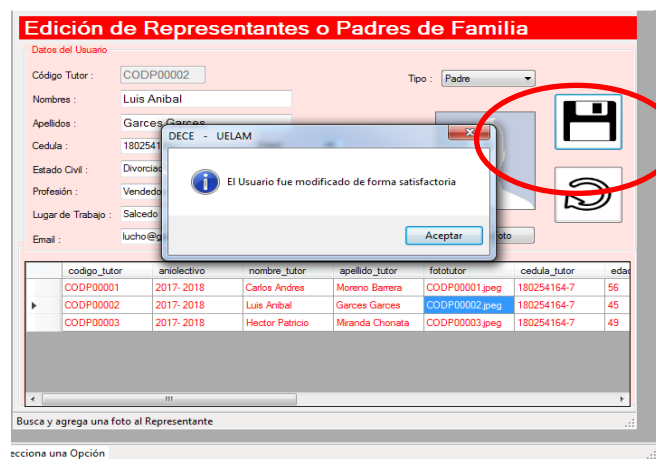 Edición de Representantes o Padres de Familia
Datos del Usuario
Código Tutor : CODP00002 Tipo : Padre
Nombres : Luis Anibal
Apellidos : Garces Garces
DECE - UELAM
Cedula : 1802541
Estado Civil : Divorciad
El Usuario fue modificado de forma satisfactoria
Profesión : Vendedo
Lugar de Trabajo : Salcedo
Email : lucho@g Aceptar oto
codigo_tutor aniolectivo nombre_tutor apellido_tutor fototutor cedula_tutor edad
CODP00001 2017- 2018 Carlos Andres Moreno Barrera CODP00001.jpeg 180254164-7 56
CODP00002 2017- 2018 Luis Anibal Garces Garces CODP00002.jpeg 180254164-7 45
CODP00003 2017- 2018 Hector Patricio Miranda Chonata CODP00003.jpeg 180254164-7 49
Busca y agrega una foto al Representante
ecciona una Opción